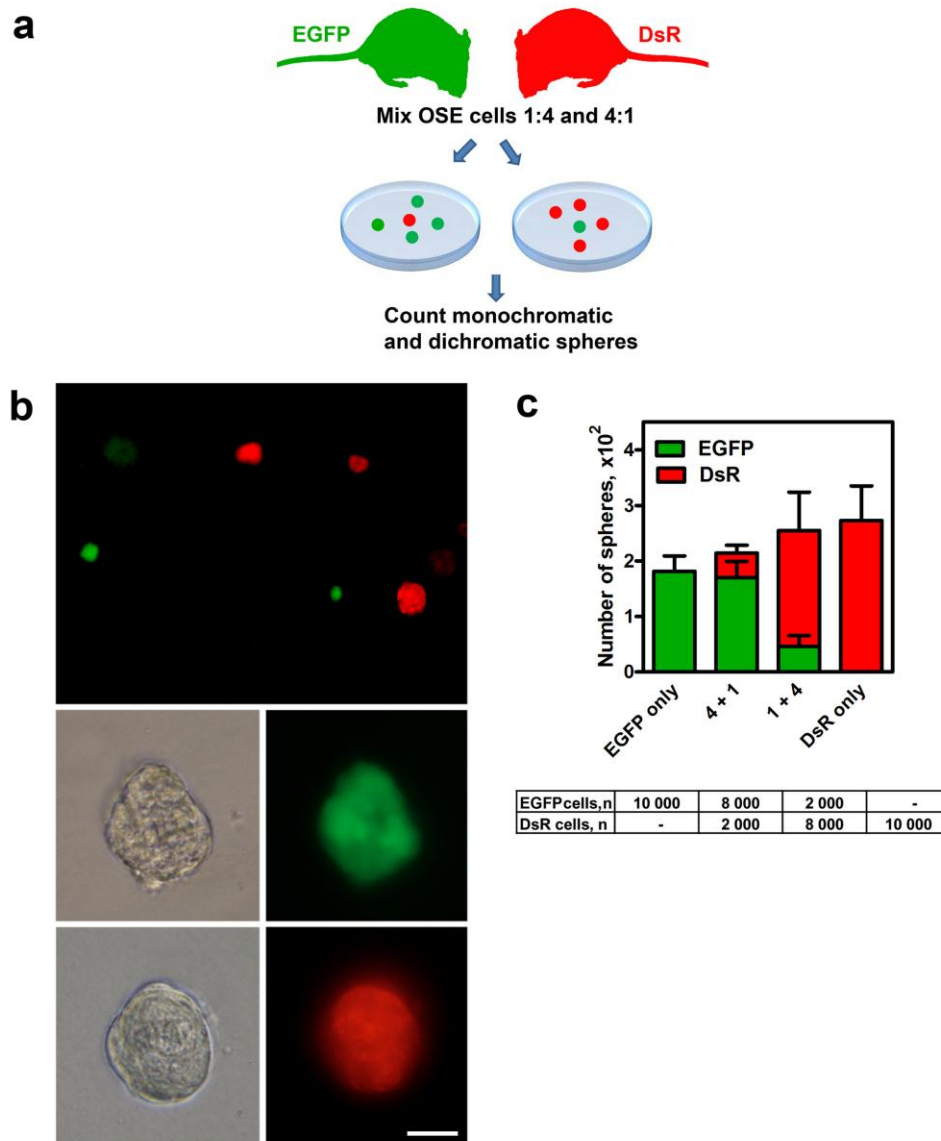 a
EGFP
DsR
Mix OSE cells 1:4 and 4:1
Count monochromatic
and dichromatic spheres
b
c
Number of spheres, x10²
4
3
2
1
0
EGFP
DsR
EGFP only
4 + 1
1 + 4
DsR only
EGFPcells,n 10 000 8 000 2 000 -
DsR cells, n - 2 000 8 000 10 000